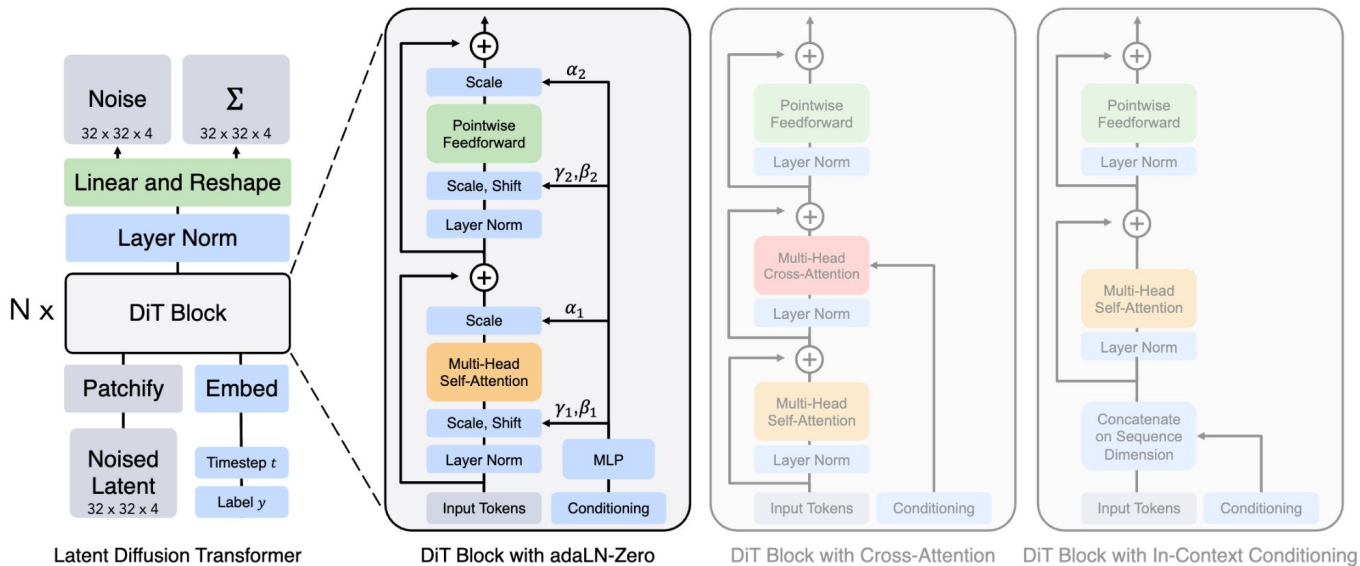 Noise
32 x 32 x 4
Σ
32 x 32 x 4
Linear and Reshape
Layer Norm
N x
DiT Block
Patchify
Embed
Noised
Latent
32 x 32 x 4
Timestep t
Label y
Latent Diffusion Transformer
Scale
α₂
Pointwise
Feedforward
Scale, Shift
γ₂,β₂
Layer Norm
Scale
α₁
Multi-Head
Self-Attention
Scale, Shift
γ₁,β₁
Layer Norm
MLP
Input Tokens
Conditioning
DiT Block with adaLN-Zero
Pointwise
Feedforward
Layer Norm
Multi-Head
Cross-Attention
Layer Norm
Multi-Head
Self-Attention
Layer Norm
Input Tokens
Conditioning
DiT Block with Cross-Attention
Pointwise
Feedforward
Layer Norm
Multi-Head
Self-Attention
Layer Norm
Concatenate
on Sequence
Dimension
Input Tokens
Conditioning
DiT Block with In-Context Conditioning